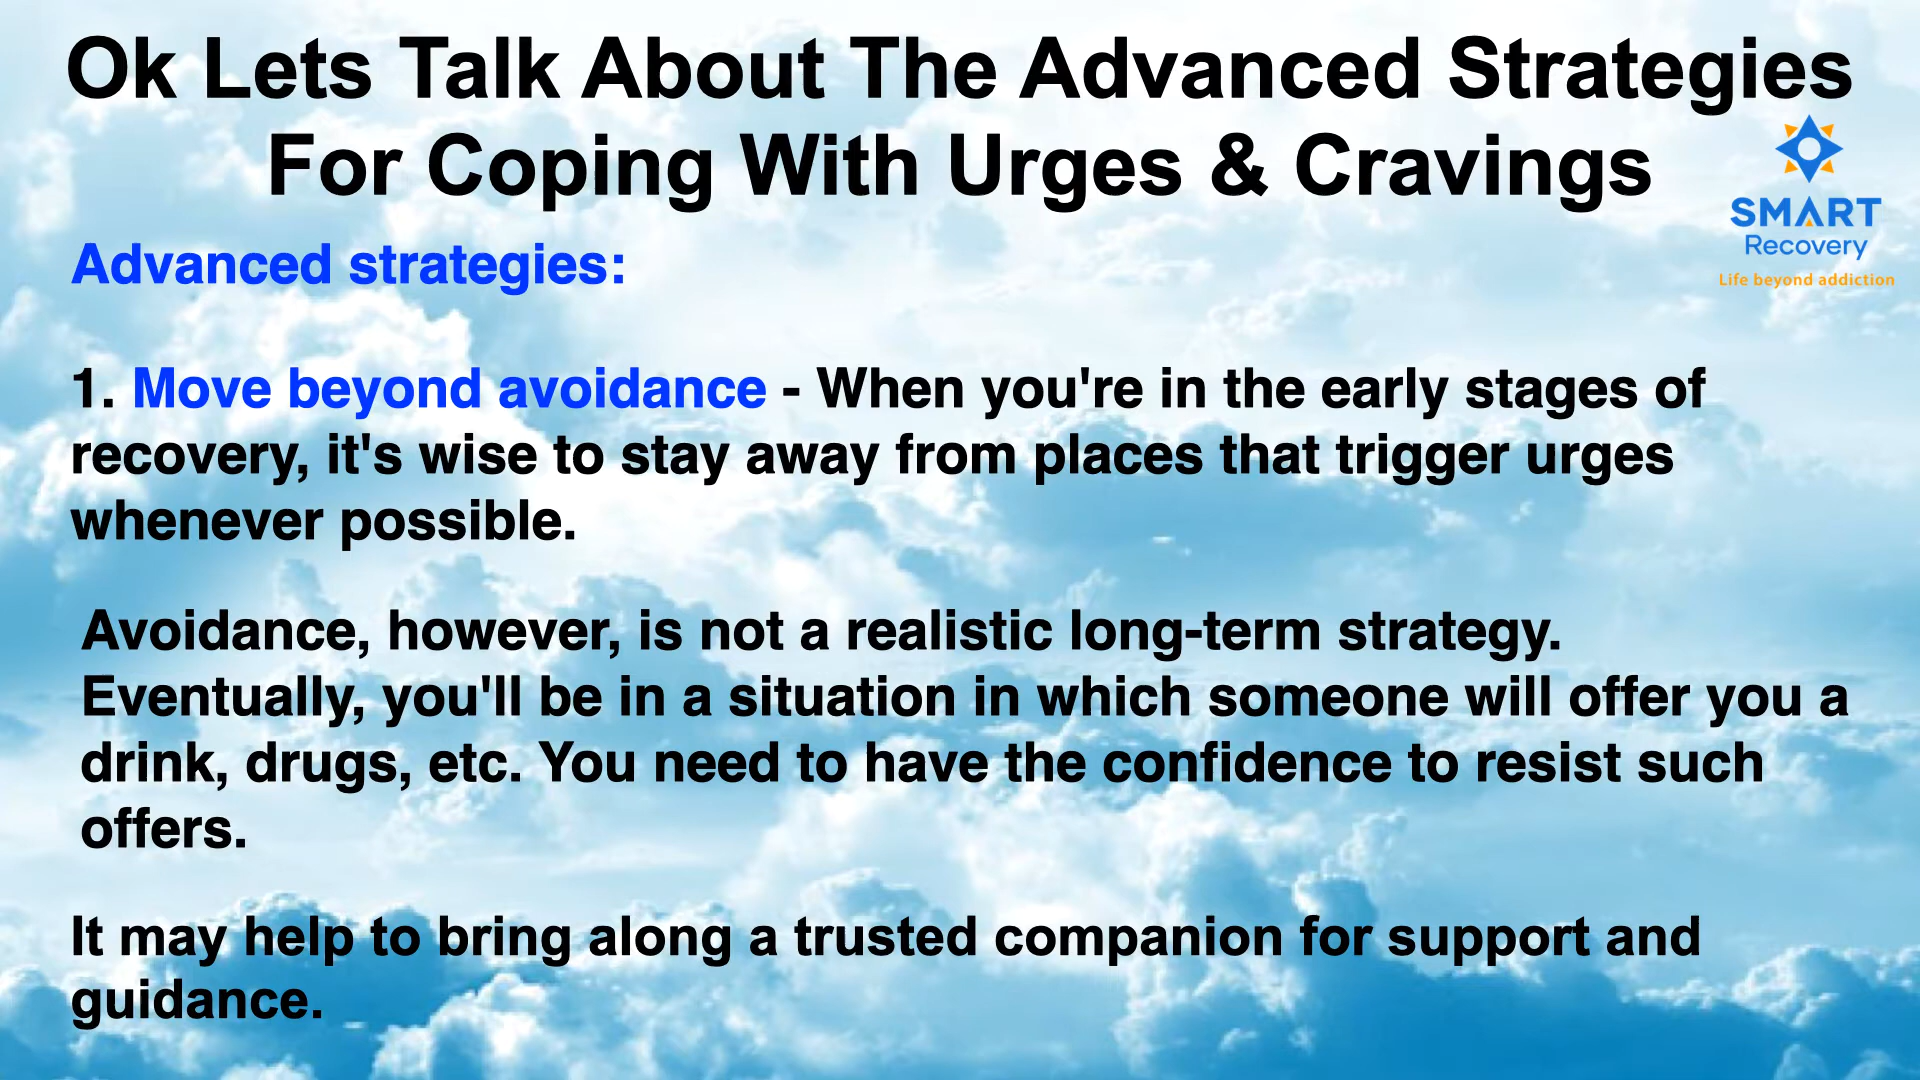 Ok Lets Talk About The Advanced Strategies
For Coping With Urges & Cravings
SMART
Recovery
Life beyond addiction
Advanced strategies:
1. Move beyond avoidance - When you're in the early stages of
recovery, it's wise to stay away from places that trigger urges
whenever possible.
Avoidance, however, is not a realistic long-term strategy.
Eventually, you'll be in a situation in which someone will offer you a
drink, drugs, etc. You need to have the confidence to resist such
offers.
It may help to bring along a trusted companion for support and
guidance.